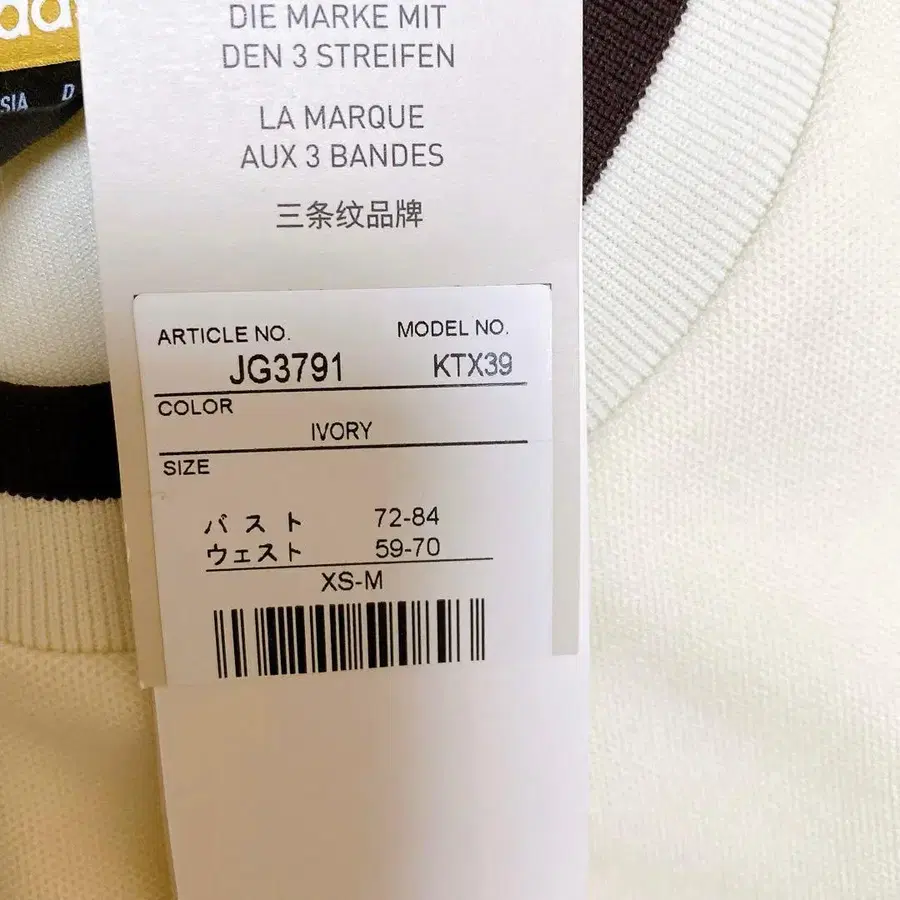 SIA D
DIE MARKE MIT
DEN 3 STREIFEN
LA MARQUE
AUX 3 BANDES
三条纹品牌
ARTICLE NO. MODEL NO.
JG3791 KTX39
COLOR
IVORY
SIZE
バスト 72-84
ウェスト 59-70
XS-M